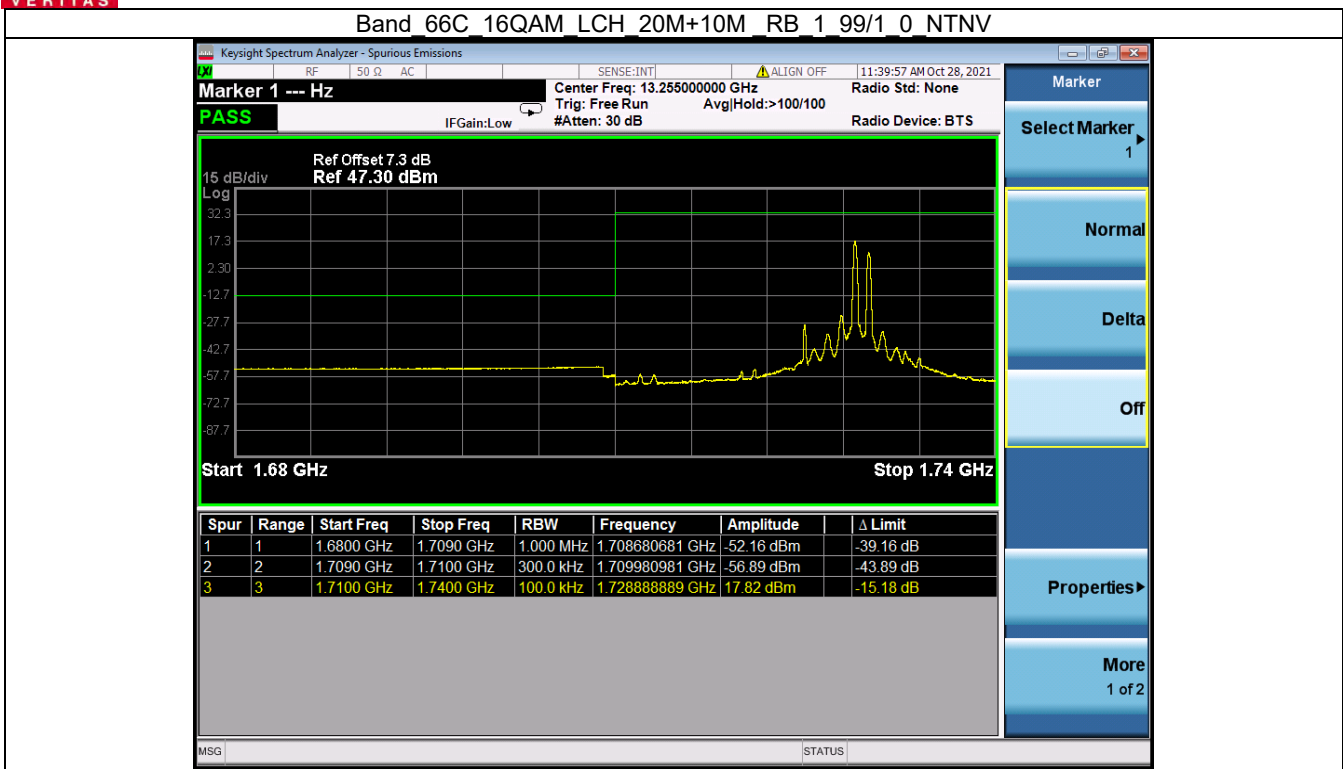 VERITAS
Band_66C_16QAM_LCH_20M+10M _RB_1_99/1_0_NTNV
Keysight Spectrum Analyzer - Spurious Emissions
LXI RF 50 Ω AC SENSE:INT ALIGN OFF 11:39:57 AM Oct 28, 2021
Marker 1 --- Hz
Center Freq: 13.255000000 GHz Radio Std: None
PASS
Trig: Free Run Avg|Hold:>100/100
IFGain:Low #Atten: 30 dB Radio Device: BTS
Ref Offset 7.3 dB
15 dB/div Ref 47.30 dBm
Log
32.3
17.3
2.30
-12.7
-27.7
-42.7
-57.7
-72.7
-87.7
Start 1.68 GHz Stop 1.74 GHz
Spur Range Start Freq Stop Freq RBW Frequency Amplitude Δ Limit
1 1 1.6800 GHz 1.7090 GHz 1.000 MHz 1.708680681 GHz -52.16 dBm -39.16 dB
2 2 1.7090 GHz 1.7100 GHz 300.0 kHz 1.709980981 GHz -56.89 dBm -43.89 dB
3 3 1.7100 GHz 1.7400 GHz 100.0 kHz 1.728888889 GHz 17.82 dBm -15.18 dB
MSG STATUS
Marker
Select Marker
1
Normal
Delta
Off
Properties
More
1 of 2